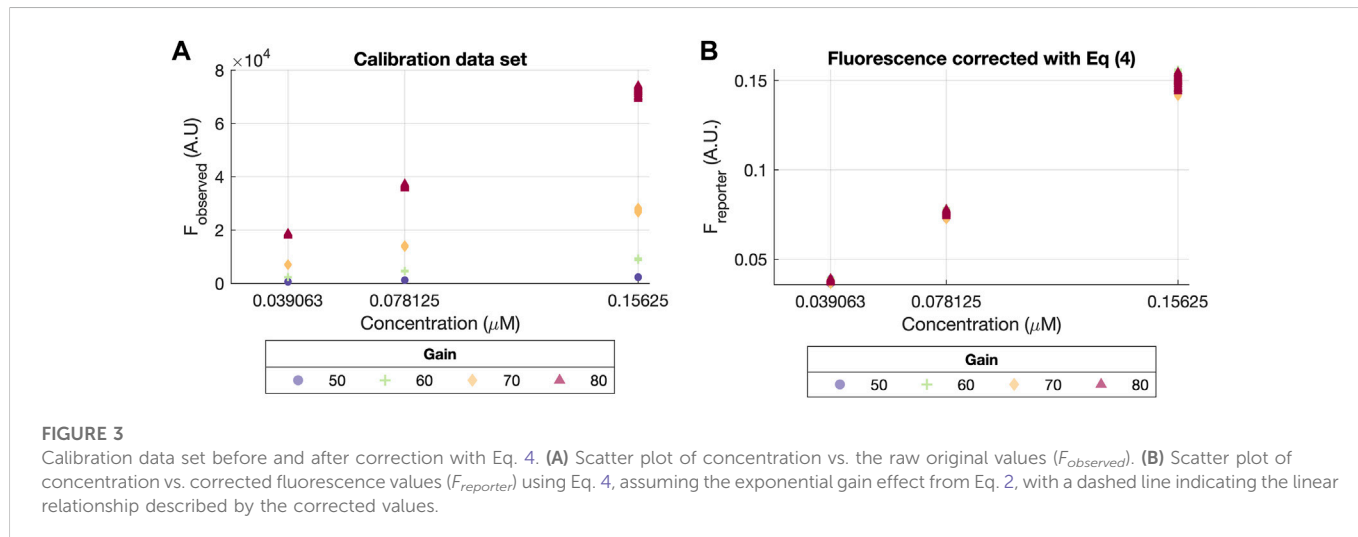 A
Calibration data set
×10⁴
8
6
4
2
0
F_observed (A.U)
0.039063 0.078125 0.15625
Concentration (μM)
Gain
50 60 70 80
B
Fluorescence corrected with Eq (4)
0.15
0.1
0.05
F_reporter (A.U.)
0.039063 0.078125 0.15625
Concentration (μM)
Gain
50 60 70 80
FIGURE 3
Calibration data set before and after correction with Eq. 4. (A) Scatter plot of concentration vs. the raw original values (F_observed). (B) Scatter plot of
concentration vs. corrected fluorescence values (F_reporter) using Eq. 4, assuming the exponential gain effect from Eq. 2, with a dashed line indicating the linear
relationship described by the corrected values.